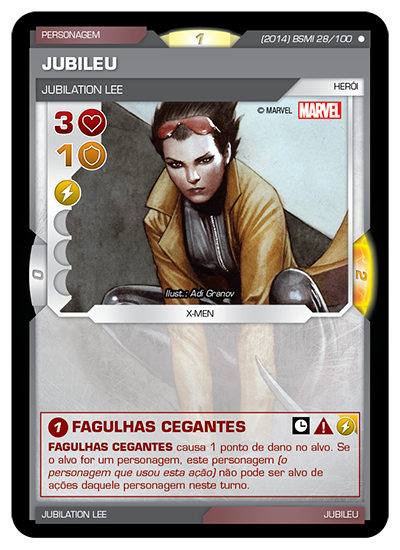 PERSONAGEM
1
(2014) BSMI 28/100
JUBILEU
JUBILATION LEE
HERÓI
3
© MARVEL MARVEL
1
0
2
Ilust.: Adi Granov
X-MEN
1 FAGULHAS CEGANTES
FAGULHAS CEGANTES causa 1 ponto de dano no alvo. Se
o alvo for um personagem, este personagem (o
personagem que usou esta ação) não pode ser alvo de
ações daquele personagem neste turno.
JUBILATION LEE
JUBILEU